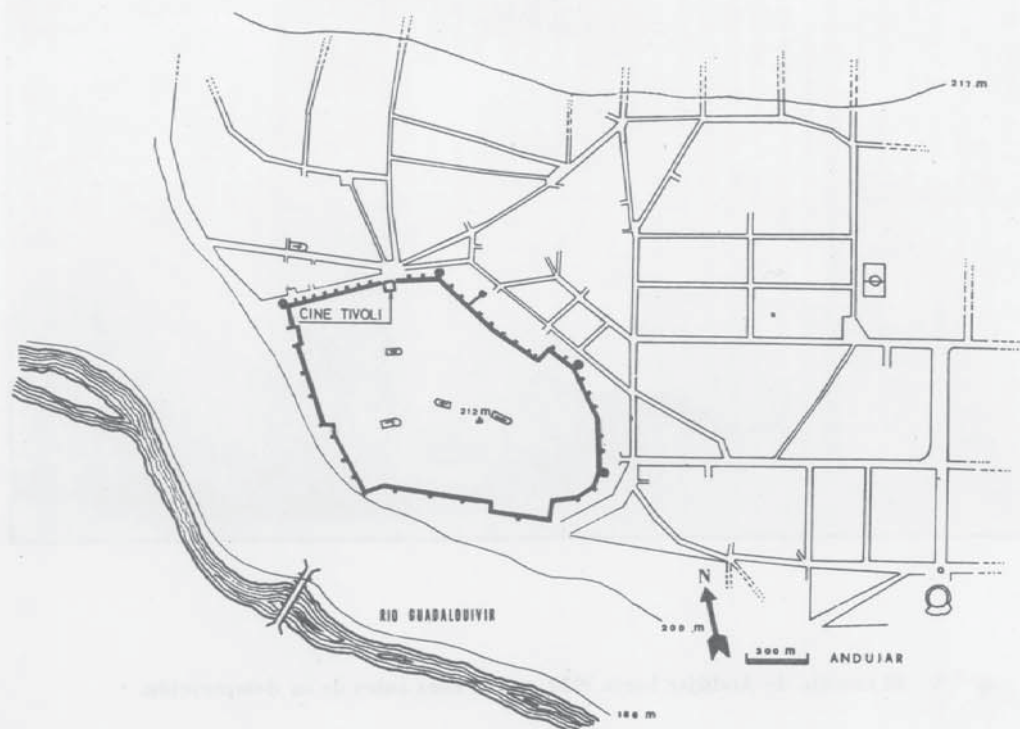 217 m
CINE TIVOLI
212 m
RIO GUADALQUIVIR
N
200 m
300 m
ANDUJAR
186 m